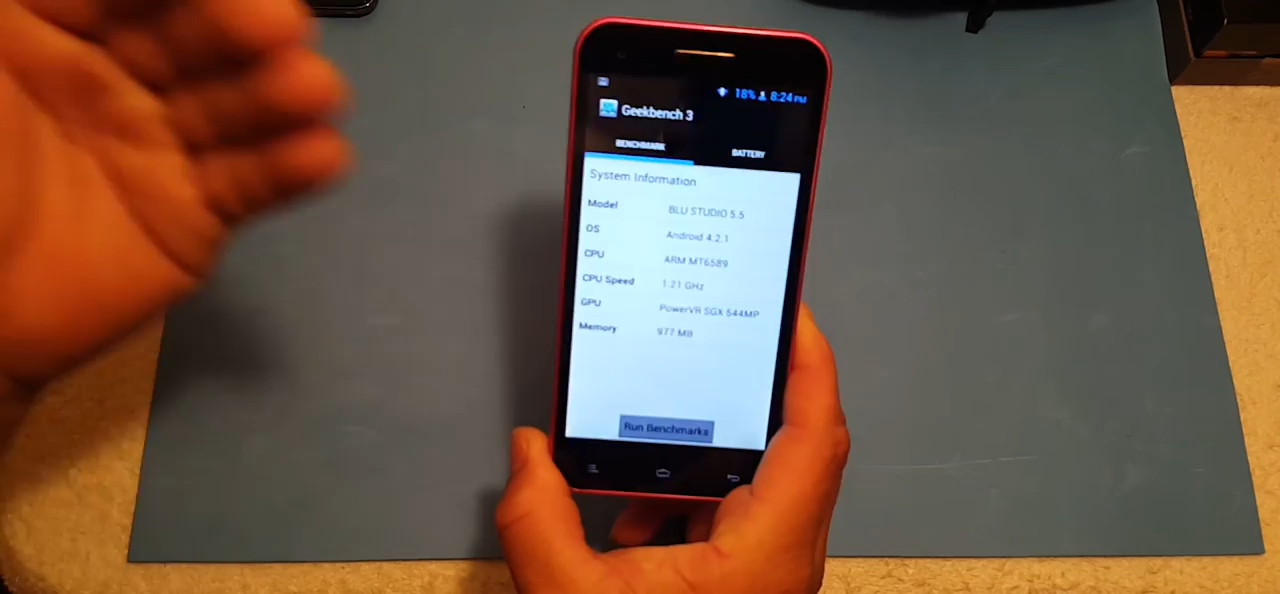 18% 8:24PM
Geekbench 3
BENCHMARK BATTERY
System Information
Model BLU STUDIO 5.5
OS Android 4.2.1
CPU ARM MT6589
CPU Speed 1.21 GHz
GPU PowerVR SGX 544MP
Memory 977 MB
Run Benchmarks